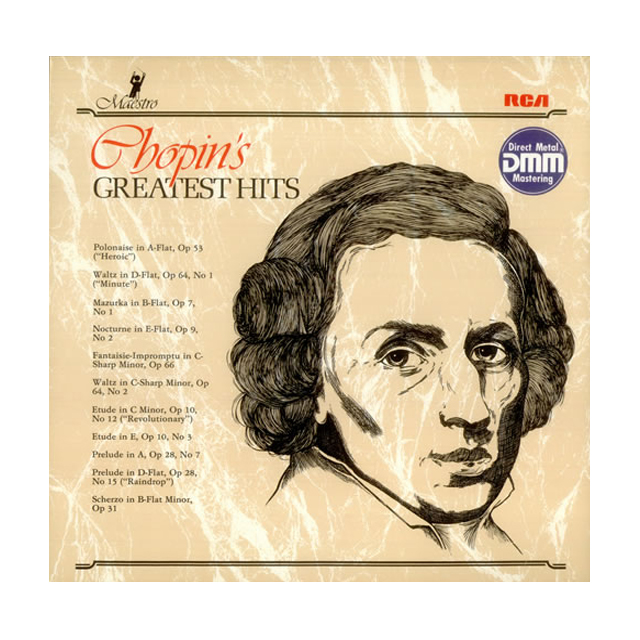 Maestro
RCA
Chopin's
GREATEST HITS
Direct Metal
DMM
Mastering
Polonaise in A-Flat, Op 53
("Heroic")
Waltz in D-Flat, Op 64, No 1
("Minute")
Mazurka in B-Flat, Op 7,
No 1
Nocturne in E-Flat, Op 9,
No 2
Fantaisie-Impromptu in C-
Sharp Minor, Op 66
Waltz in C-Sharp Minor, Op
64, No 2
Etude in C Minor, Op 10,
No 12 ("Revolutionary")
Etude in E, Op 10, No 3
Prelude in A, Op 28, No 7
Prelude in D-Flat, Op 28,
No 15 ("Raindrop")
Scherzo in B-Flat Minor,
Op 31